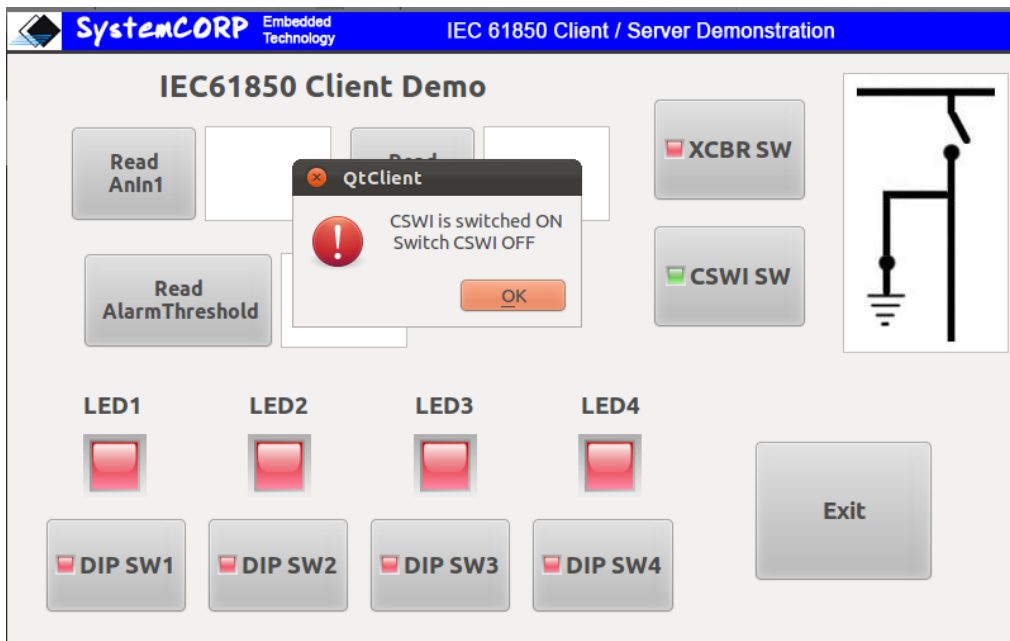 SystemCORP Embedded Technology
IEC 61850 Client / Server Demonstration
IEC61850 Client Demo
Read
AnIn1
XCBR SW
QtClient
CSWI is switched ON
Switch CSWI OFF
OK
CSWI SW
Read
AlarmThreshold
LED1
LED2
LED3
LED4
Exit
DIP SW1
DIP SW2
DIP SW3
DIP SW4